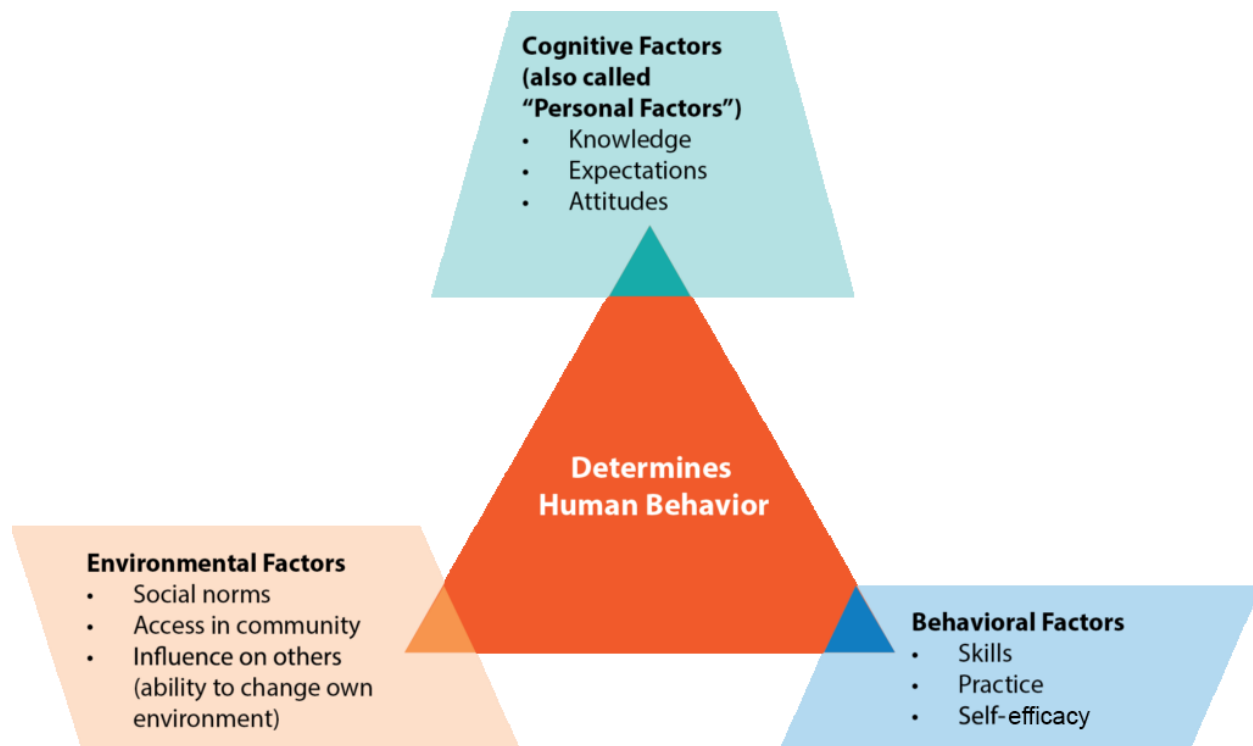 Cognitive Factors
(also called
“Personal Factors”)
• Knowledge
• Expectations
• Attitudes
Determines
Human Behavior
Environmental Factors
• Social norms
• Access in community
• Influence on others
(ability to change own
environment)
Behavioral Factors
• Skills
• Practice
• Self-efficacy